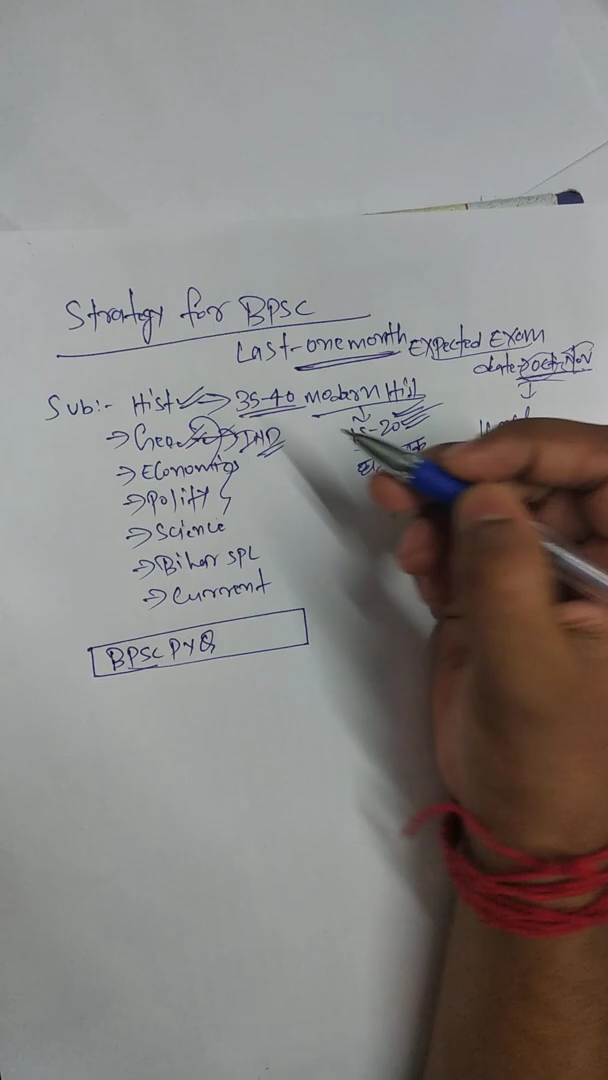 Strategy for BPSC
Last-one month Expected Exam
date Oct, Nov
Sub:- Hist → 35-40 modern Hist
→ Geo → IND 15-20
→ Economics
→ Polity
→ Science
→ Bihar SPL
→ Current
BPSC PYQ